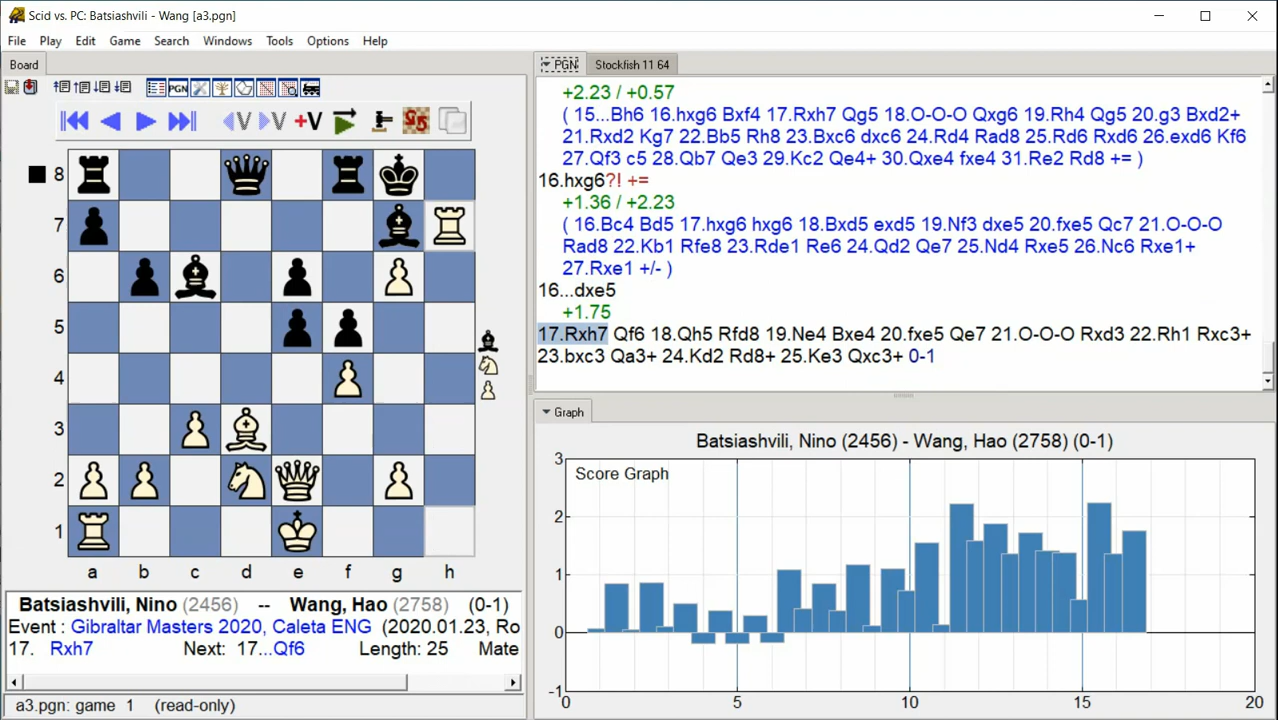 Scid vs. PC: Batsiashvili - Wang [a3.pgn]
File Play Edit Game Search Windows Tools Options Help
Board
PGN
Stockfish 11 64
PGN
V V +V
8
7
6
5
4
3
2
1
a b c d e f g h
Batsiashvili, Nino (2456) -- Wang, Hao (2758) (0-1)
Event : Gibraltar Masters 2020, Caleta ENG (2020.01.23, Ro
17. Rxh7 Next: 17...Qf6 Length: 25 Mate
a3.pgn: game 1 (read-only)
+2.23 / +0.57
( 15...Bh6 16.hxg6 Bxf4 17.Rxh7 Qg5 18.O-O-O Qxg6 19.Rh4 Qg5 20.g3 Bxd2+
21.Rxd2 Kg7 22.Bb5 Rh8 23.Bxc6 dxc6 24.Rd4 Rad8 25.Rd6 Rxd6 26.exd6 Kf6
27.Qf3 c5 28.Qb7 Qe3 29.Kc2 Qe4+ 30.Qxe4 fxe4 31.Re2 Rd8 += )
16.hxg6?! +=
+1.36 / +2.23
( 16.Bc4 Bd5 17.hxg6 hxg6 18.Bxd5 exd5 19.Nf3 dxe5 20.fxe5 Qc7 21.O-O-O
Rad8 22.Kb1 Rfe8 23.Rde1 Re6 24.Qd2 Qe7 25.Nd4 Rxe5 26.Nc6 Rxe1+
27.Rxe1 +/- )
16...dxe5
+1.75
17.Rxh7 Qf6 18.Qh5 Rfd8 19.Ne4 Bxe4 20.fxe5 Qe7 21.O-O-O Rxd3 22.Rh1 Rxc3+
23.bxc3 Qa3+ 24.Kd2 Rd8+ 25.Ke3 Qxc3+ 0-1
Graph
Batsiashvili, Nino (2456) - Wang, Hao (2758) (0-1)
Score Graph
3
2
1
0
-1
0 5 10 15 20